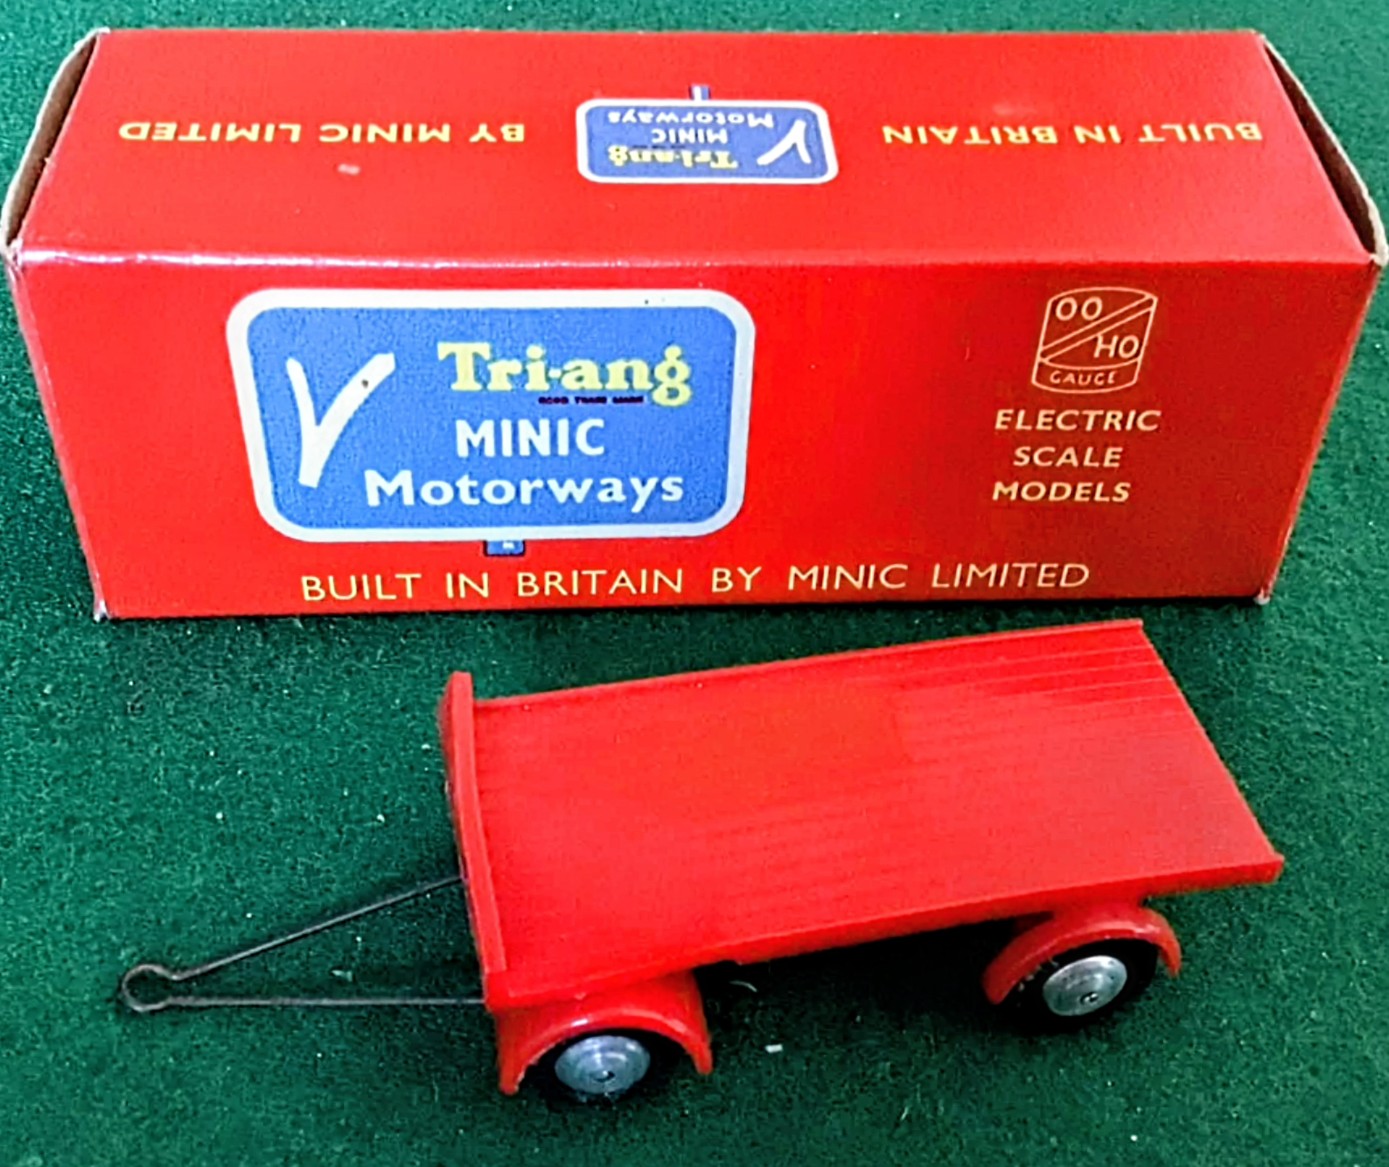 BUILT IN BRITAIN
BY MINIC LIMITED
Tri-ang
MINIC
Motorways
Tri-ang
MINIC
Motorways
OO
HO
GAUGE
ELECTRIC
SCALE
MODELS
BUILT IN BRITAIN BY MINIC LIMITED